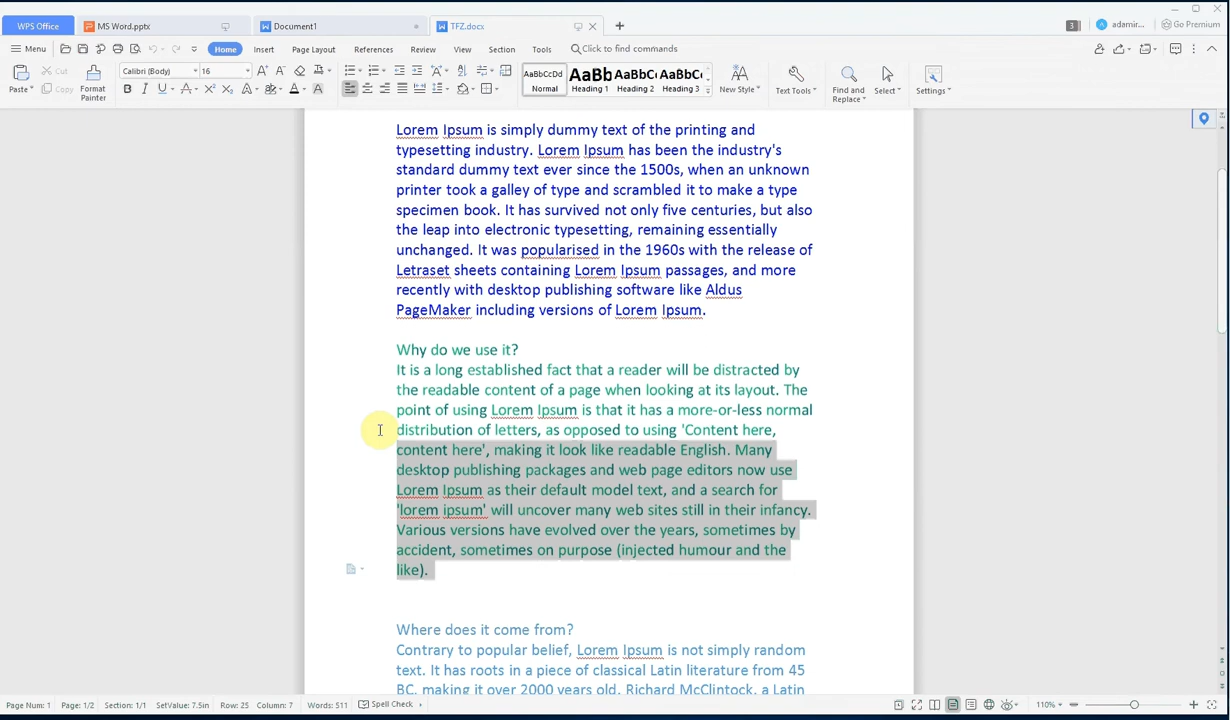 WPS Office
MS Word.pptx
Document1
TFZ.docx
3
adamir...
Go Premium
Menu
Home
Insert
Page Layout
References
Review
View
Section
Tools
Click to find commands
Paste
Cut
Copy
Format Painter
Calibri (Body)
16
AaBbCcDd
Normal
AaBb
Heading 1
AaBbC
Heading 2
AaBbC
Heading 3
New Style
Text Tools
Find and Replace
Select
Settings
Lorem Ipsum is simply dummy text of the printing and
typesetting industry. Lorem Ipsum has been the industry's
standard dummy text ever since the 1500s, when an unknown
printer took a galley of type and scrambled it to make a type
specimen book. It has survived not only five centuries, but also
the leap into electronic typesetting, remaining essentially
unchanged. It was popularised in the 1960s with the release of
Letraset sheets containing Lorem Ipsum passages, and more
recently with desktop publishing software like Aldus
PageMaker including versions of Lorem Ipsum.
Why do we use it?
It is a long established fact that a reader will be distracted by
the readable content of a page when looking at its layout. The
point of using Lorem Ipsum is that it has a more-or-less normal
distribution of letters, as opposed to using 'Content here,
content here', making it look like readable English. Many
desktop publishing packages and web page editors now use
Lorem Ipsum as their default model text, and a search for
'lorem ipsum' will uncover many web sites still in their infancy.
Various versions have evolved over the years, sometimes by
accident, sometimes on purpose (injected humour and the
like).
Where does it come from?
Contrary to popular belief, Lorem Ipsum is not simply random
text. It has roots in a piece of classical Latin literature from 45
BC, making it over 2000 years old. Richard McClintock, a Latin
Page Num: 1 Page: 1/2 Section: 1/1 SetValue: 7.5in Row: 25 Column: 7 Words: 511 Spell Check 110%